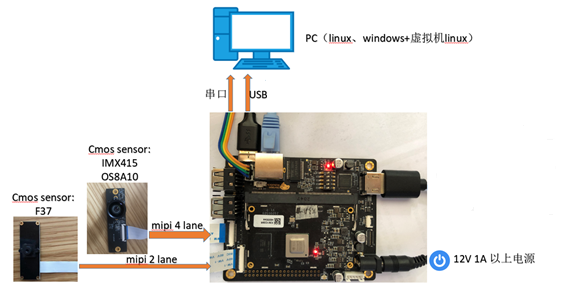 PC（linux、windows+虚拟机linux）
串口
USB
Cmos sensor:
IMX415
OS8A10
Cmos sensor:
F37
mipi 4 lane
mipi 2 lane
12V 1A 以上电源